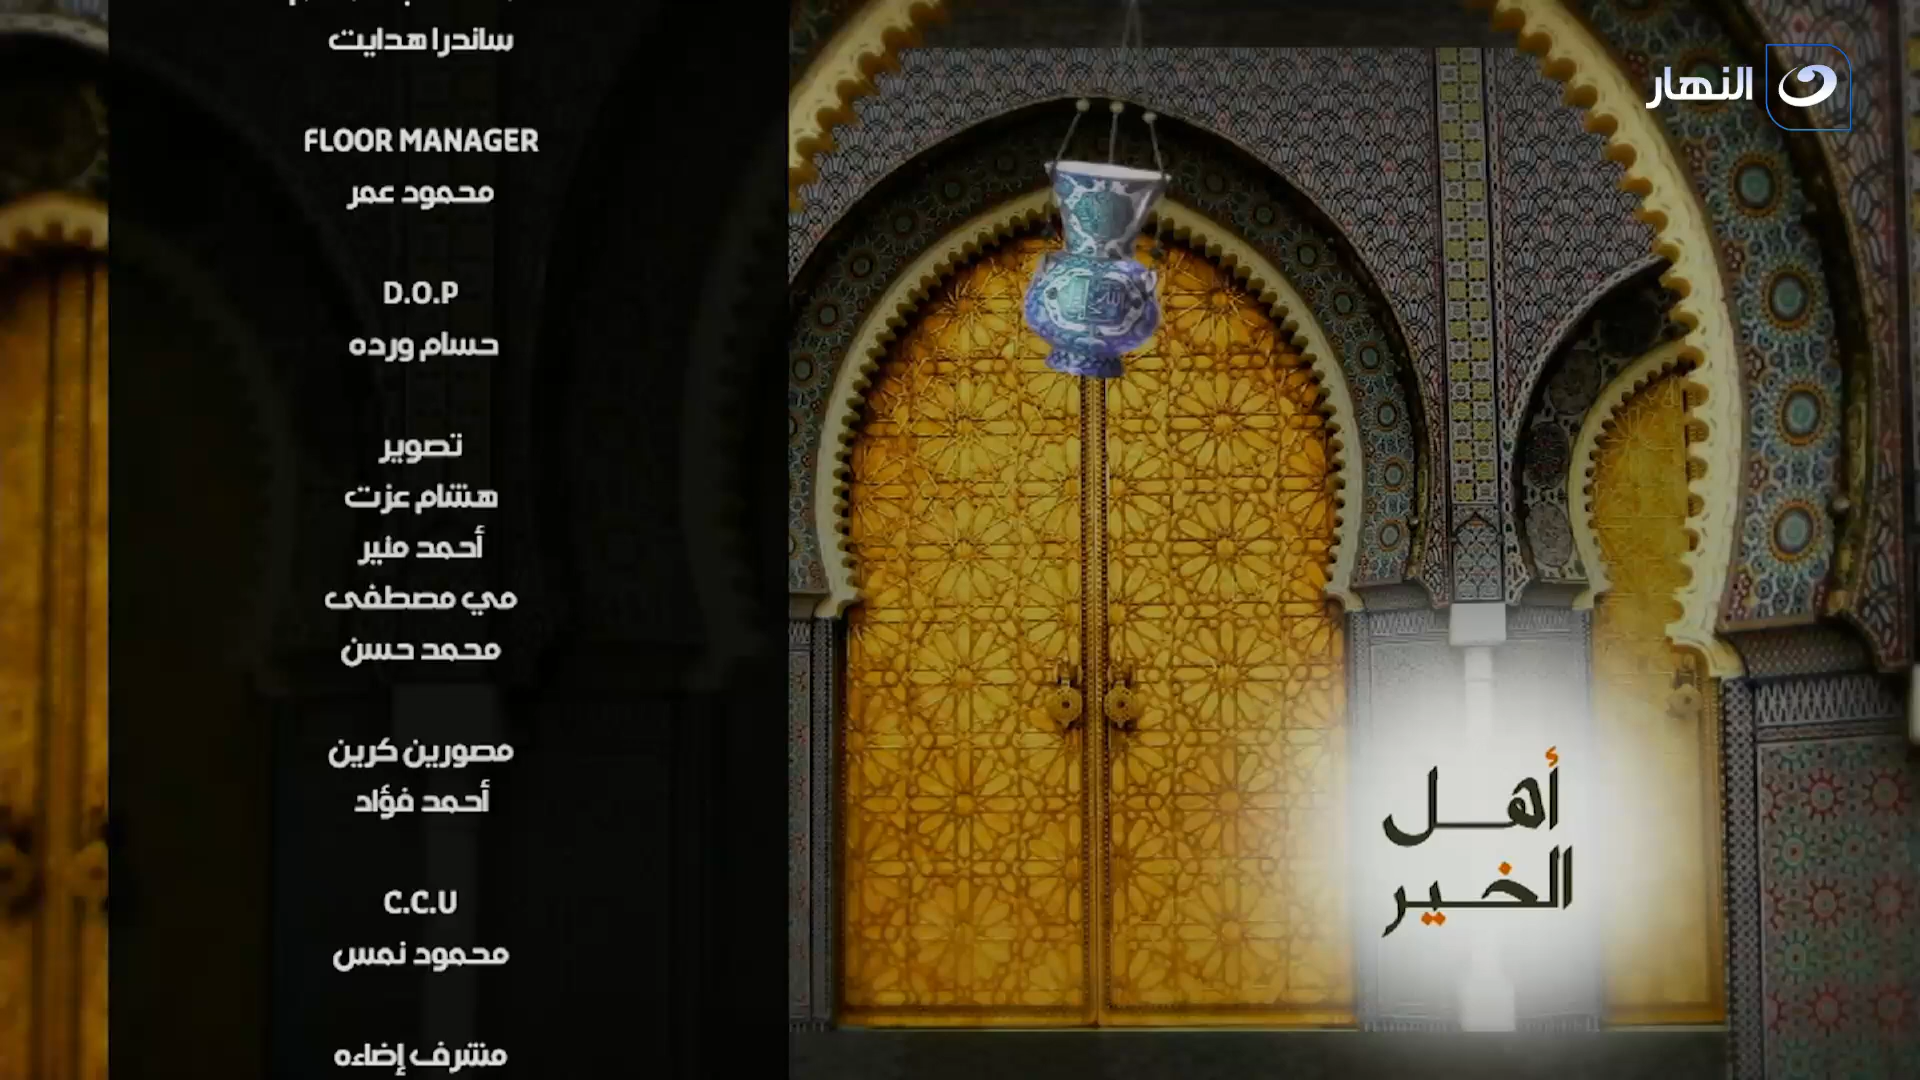 ساندرا هدايت
FLOOR MANAGER
محمود عمر
D.O.P
حسام ورده
تصوير
هشام عزت
أحمد منير
مي مصطفى
محمد حسن
مصورين كرين
أحمد فؤاد
C.C.U
محمود نمس
مشرف إضاءه
النهار
أهل
الخير